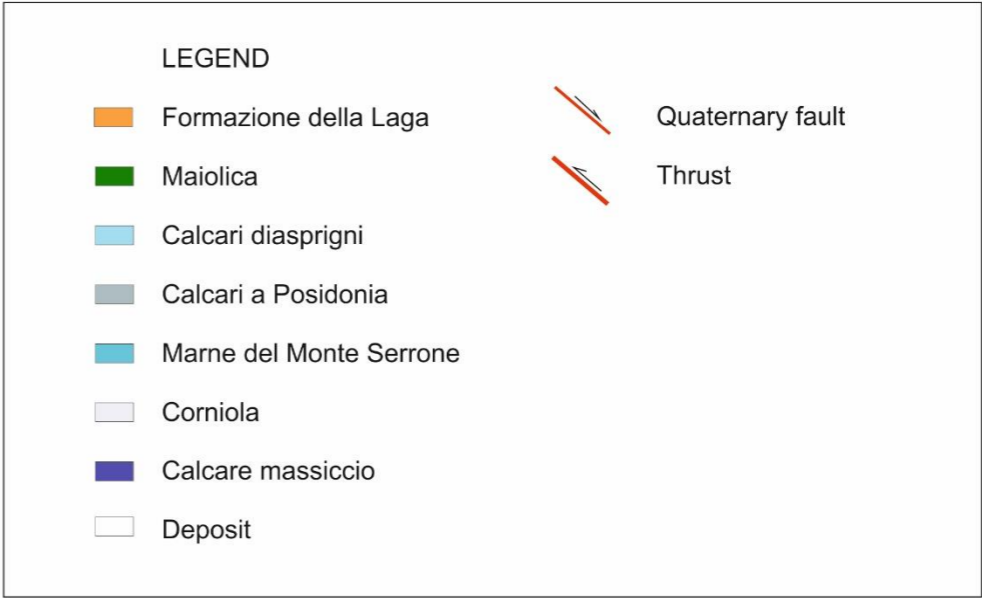 LEGEND
Formazione della Laga
Maiolica
Calcari diasprigni
Calcari a Posidonia
Marne del Monte Serrone
Corniola
Calcare massiccio
Deposit
Quaternary fault
Thrust